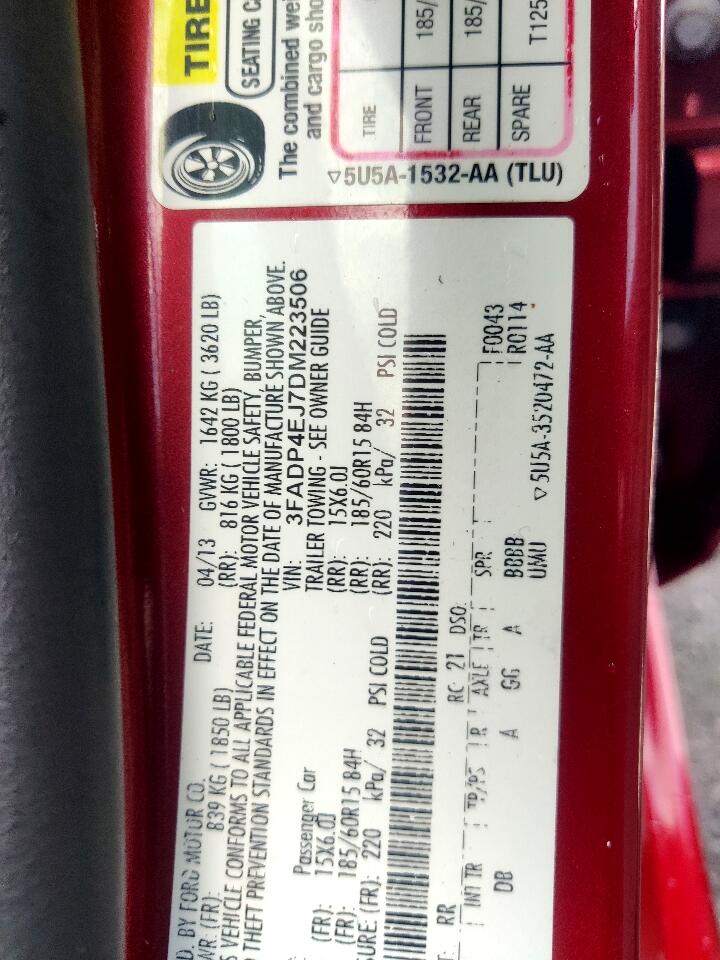 TIRE
SEATING C
The combined we
and cargo sho
TIRE
FRONT 185/
REAR 185/
SPARE T125
▽5U5A-1532-AA (TLU)
D. BY FORD MOTOR CO.
DATE: 04/13 GVWR: 1642 KG ( 3620 LB)
WR: (FR): 839 KG ( 1850 LB) (RR): 816 KG ( 1800 LB)
S VEHICLE CONFORMS TO ALL APPLICABLE FEDERAL MOTOR VEHICLE SAFETY, BUMPER,
THEFT PREVENTION STANDARDS IN EFFECT ON THE DATE OF MANUFACTURE SHOWN ABOVE.
VIN: 3FADP4EJ7DM223506
Passenger Car TRAILER TOWING - SEE OWNER GUIDE
(FR): 15X6.0J (RR): 15X6.0J
(FR): 185/60R15 84H (RR): 185/60R15 84H
SURE: (FR): 220 kPa/ 32 PSI COLD (RR): 220 kPa/ 32 PSI COLD
T: RR RC: 21 DSO: F0043
INT TR TP/PS R AXLE TR SPR R0114
DB A GG A BBBB
UMU
▽5U5A-3520472-AA